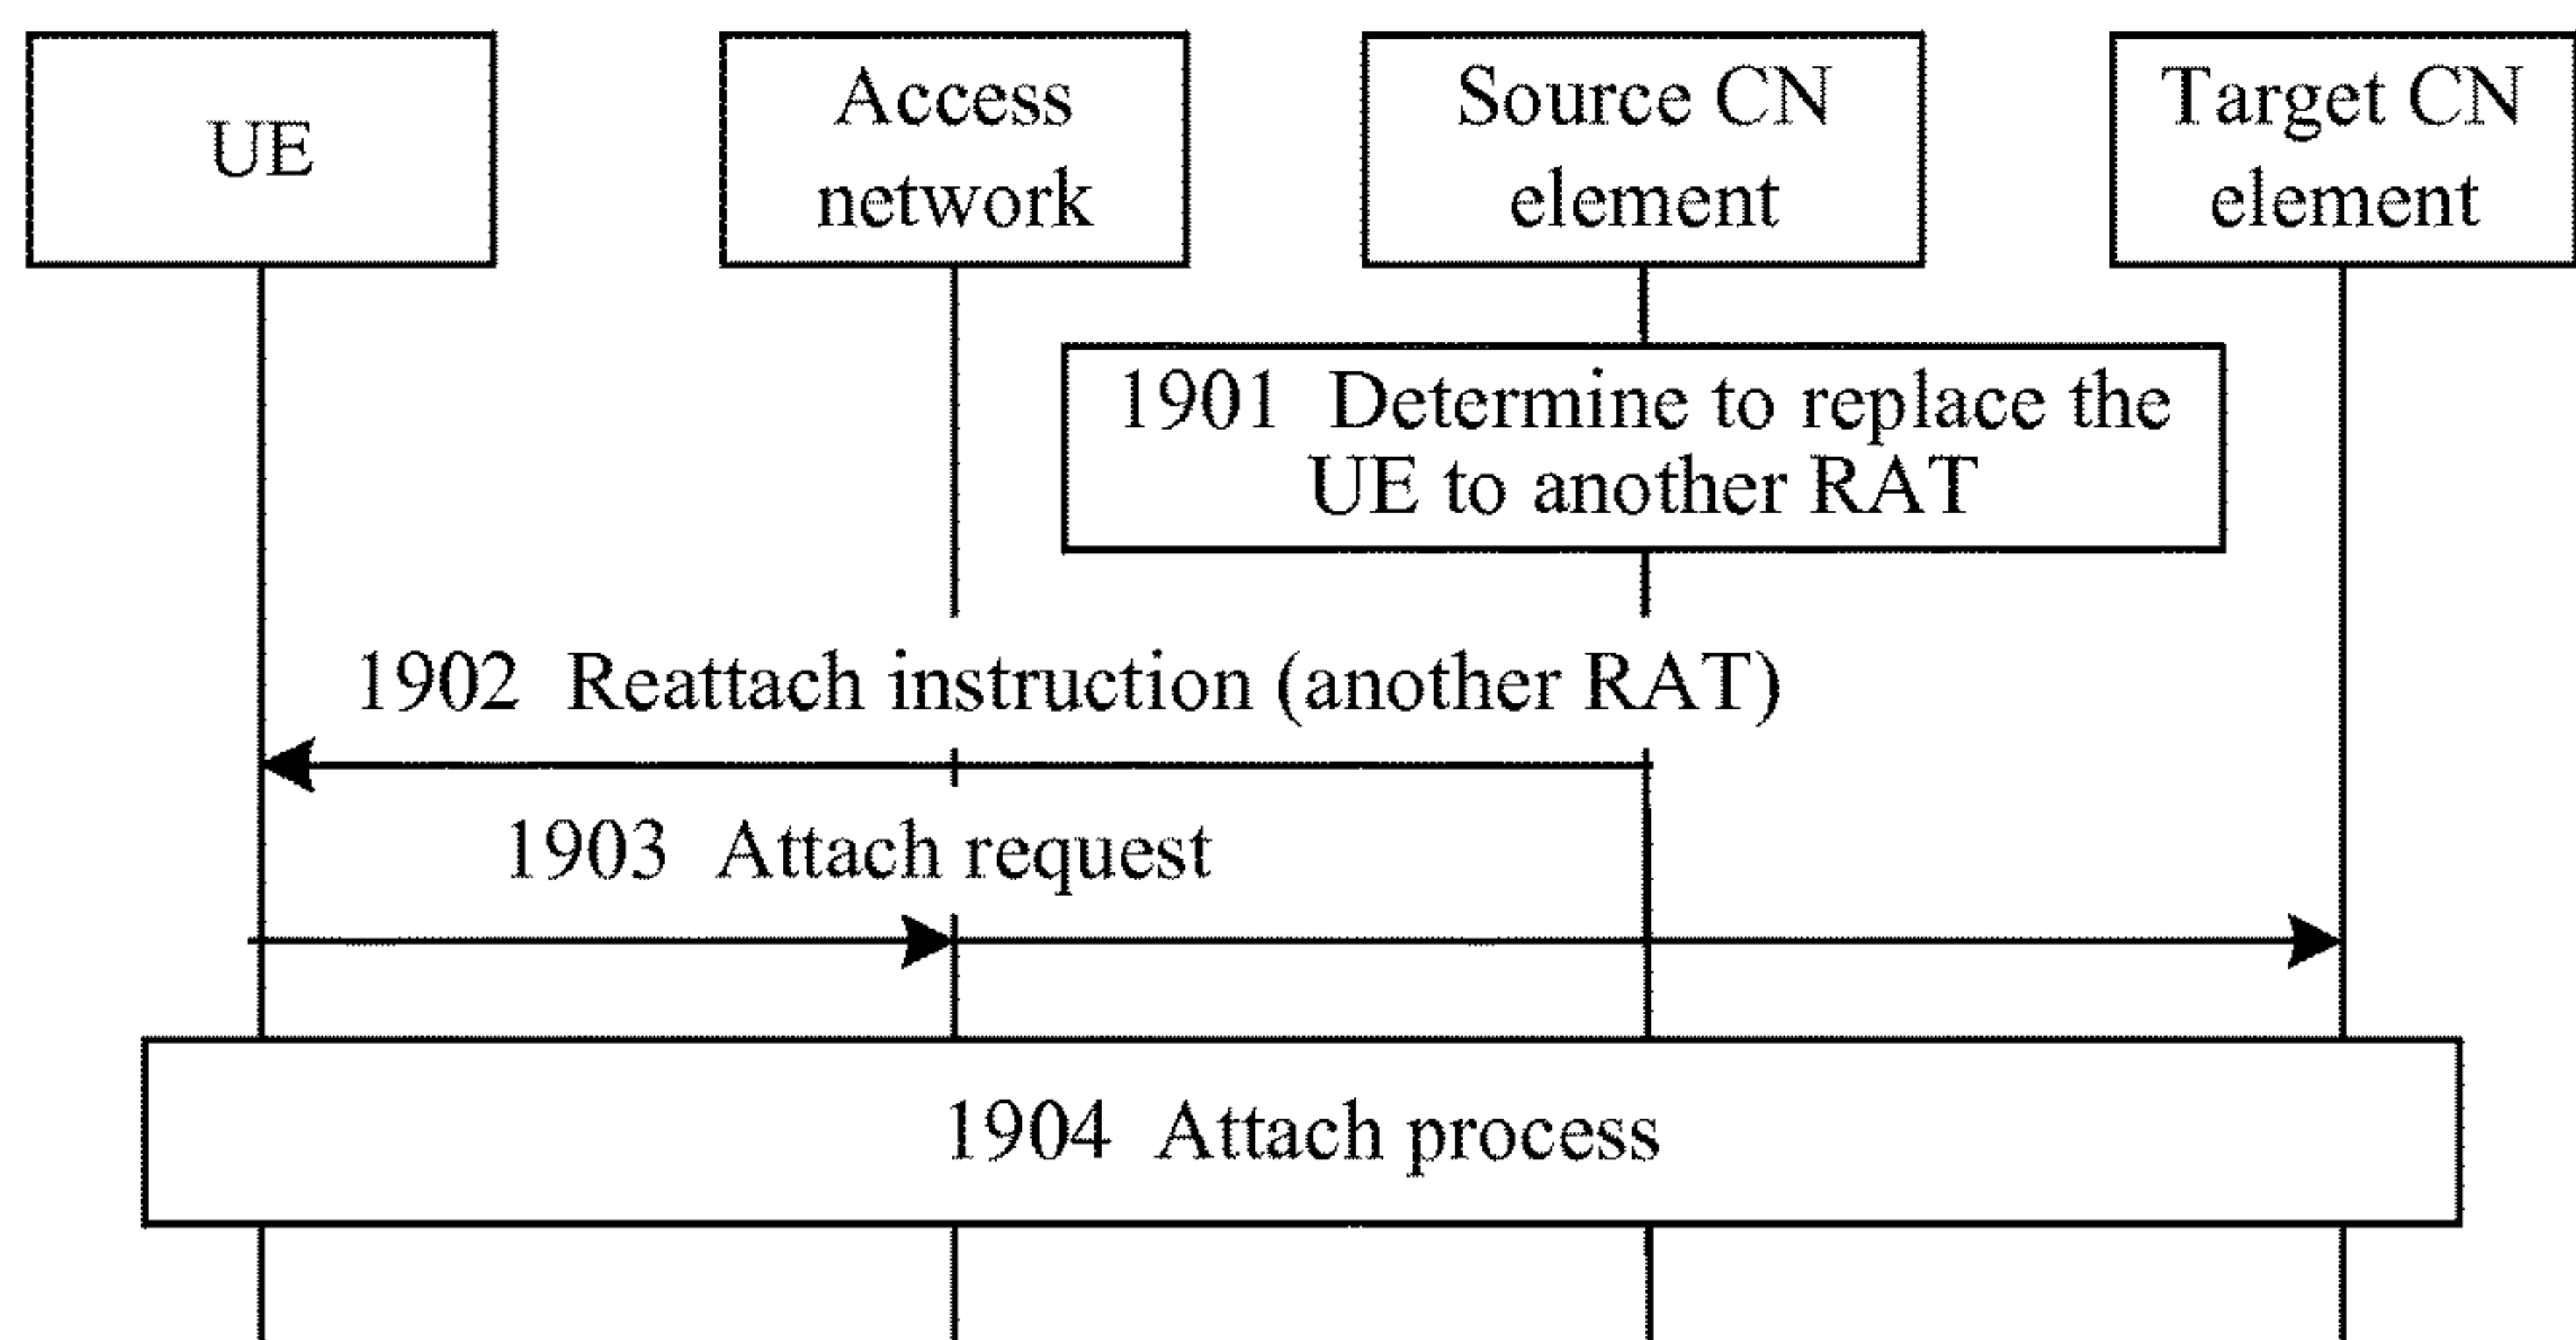 UE
Access
network
Source CN
element
Target CN
element
1901 Determine to replace the
UE to another RAT
1902 Reattach instruction (another RAT)
1903 Attach request
1904 Attach process